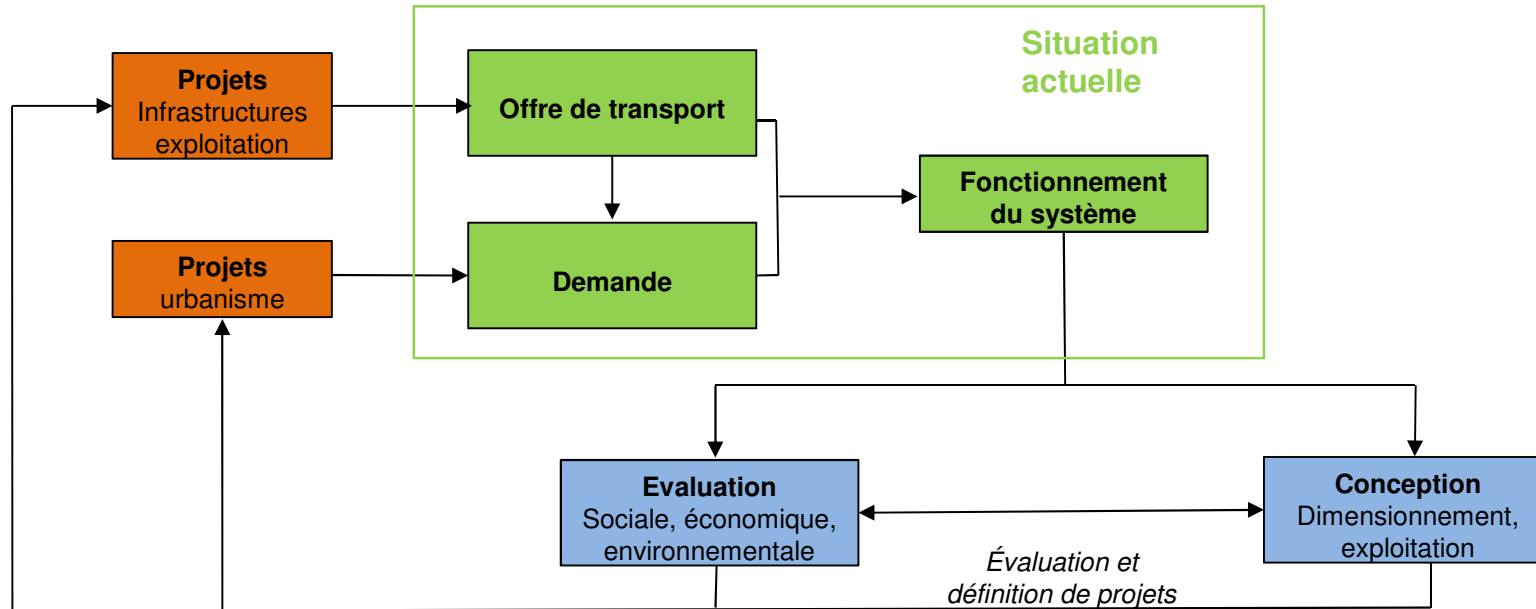 Situation
actuelle
Projets
Infrastructures
exploitation
Offre de transport
Fonctionnement
du système
Projets
urbanisme
Demande
Evaluation
Sociale, économique,
environnementale
Conception
Dimensionnement,
exploitation
Évaluation et
définition de projets